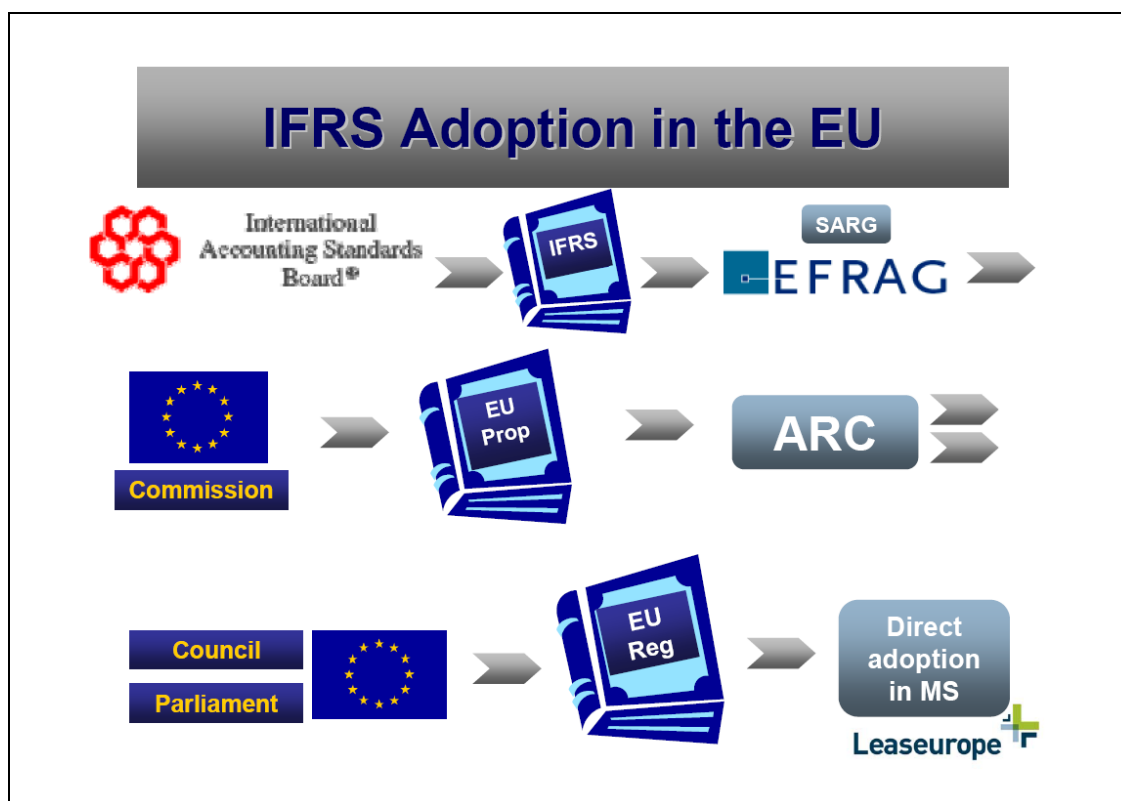 IFRS Adoption in the EU
International
Accounting Standards
Board®
IFRS
SARG
EFRAG
Commission
EU
Prop
ARC
Council
Parliament
EU
Reg
Direct
adoption
in MS
Leaseurope